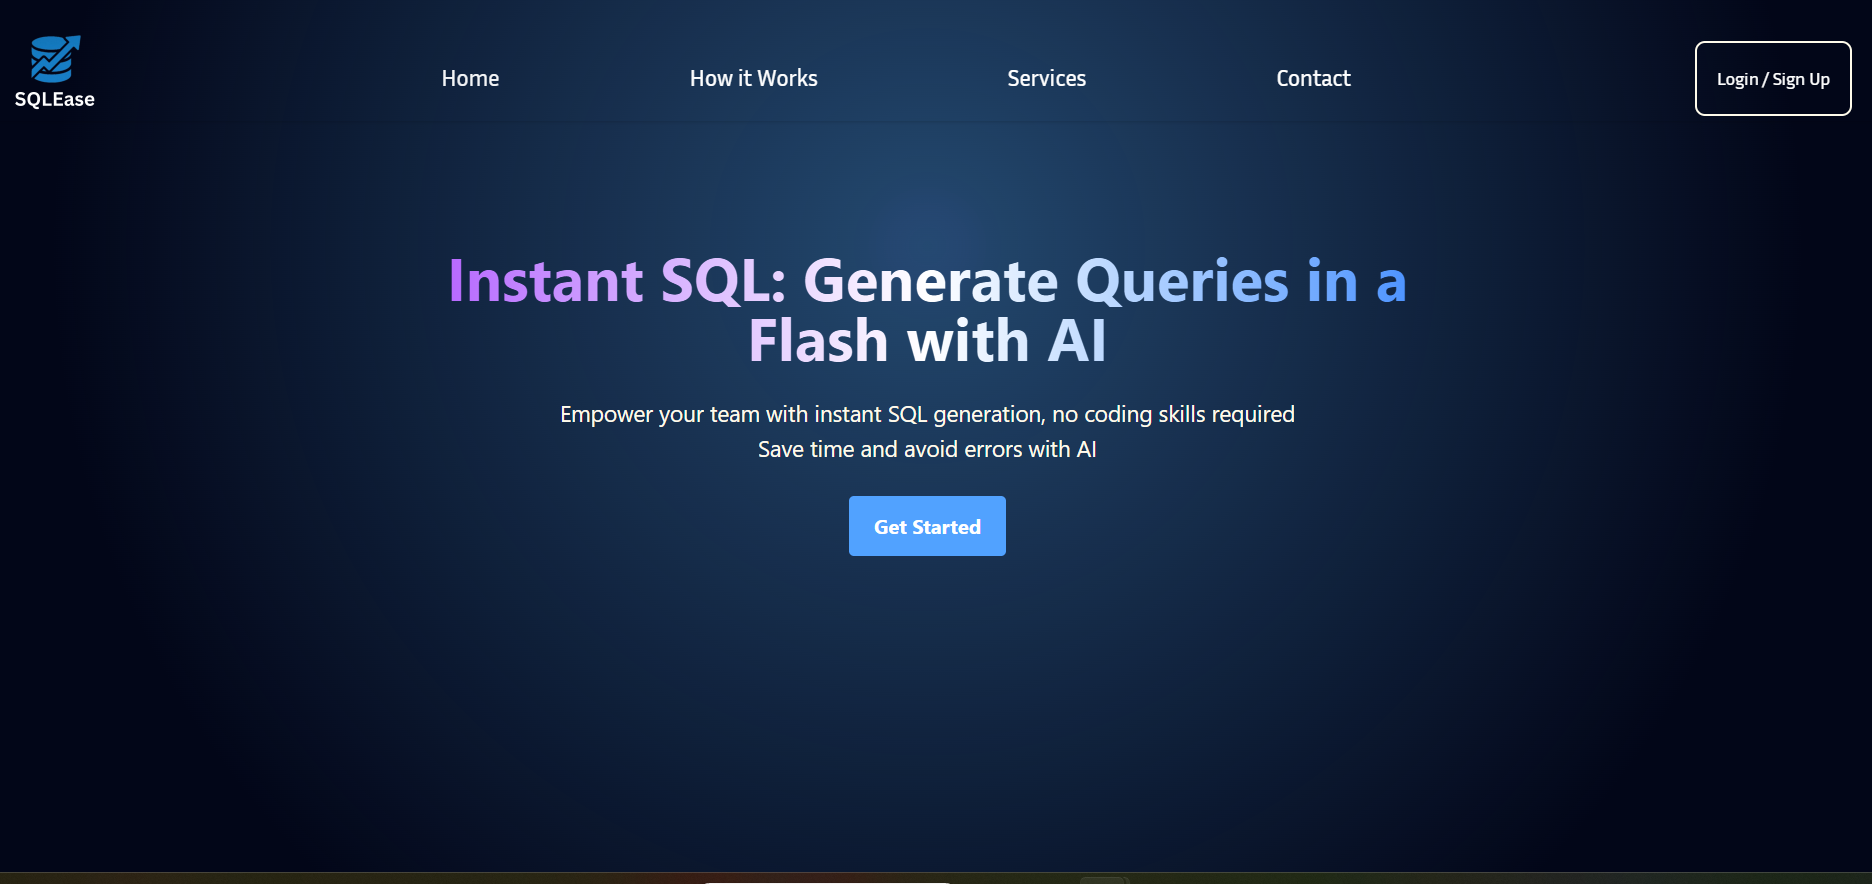 SQLEase
Home
How it Works
Services
Contact
Login / Sign Up
Instant SQL: Generate Queries in a
Flash with AI
Empower your team with instant SQL generation, no coding skills required
Save time and avoid errors with AI
Get Started